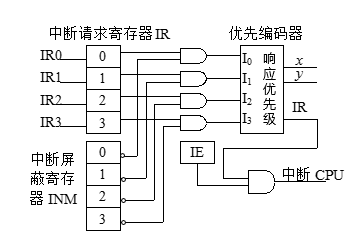 中断请求寄存器 IR
优先编码器
IR0
IR1
IR2
IR3
0
1
2
3
I₀
I₁
I₂
I₃
响应优先级
x
y
IR
中断屏
蔽寄存
器 INM
0
1
2
3
IE
中断 CPU